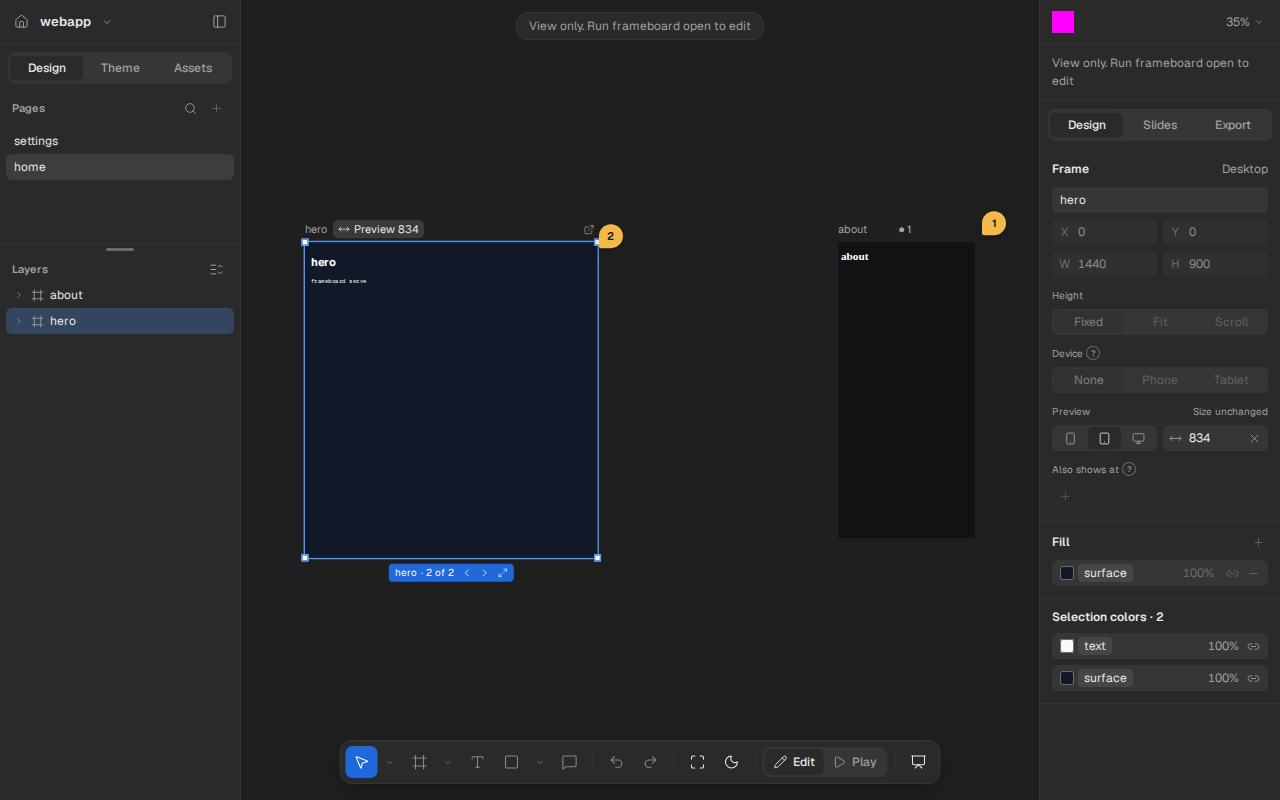 webapp
View only. Run frameboard open to edit
35%
View only. Run frameboard open to
edit
Design
Theme
Assets
Pages
settings
home
Layers
about
hero
hero
Preview 834
2
hero
frameboard serve
hero · 2 of 2
about
1
1
about
Design
Slides
Export
Frame
Desktop
hero
X 0
Y 0
W 1440
H 900
Height
Fixed
Fit
Scroll
Device ?
None
Phone
Tablet
Preview
Size unchanged
834
Also shows at ?
Fill
surface
100%
Selection colors · 2
text
100%
surface
100%
Edit
Play